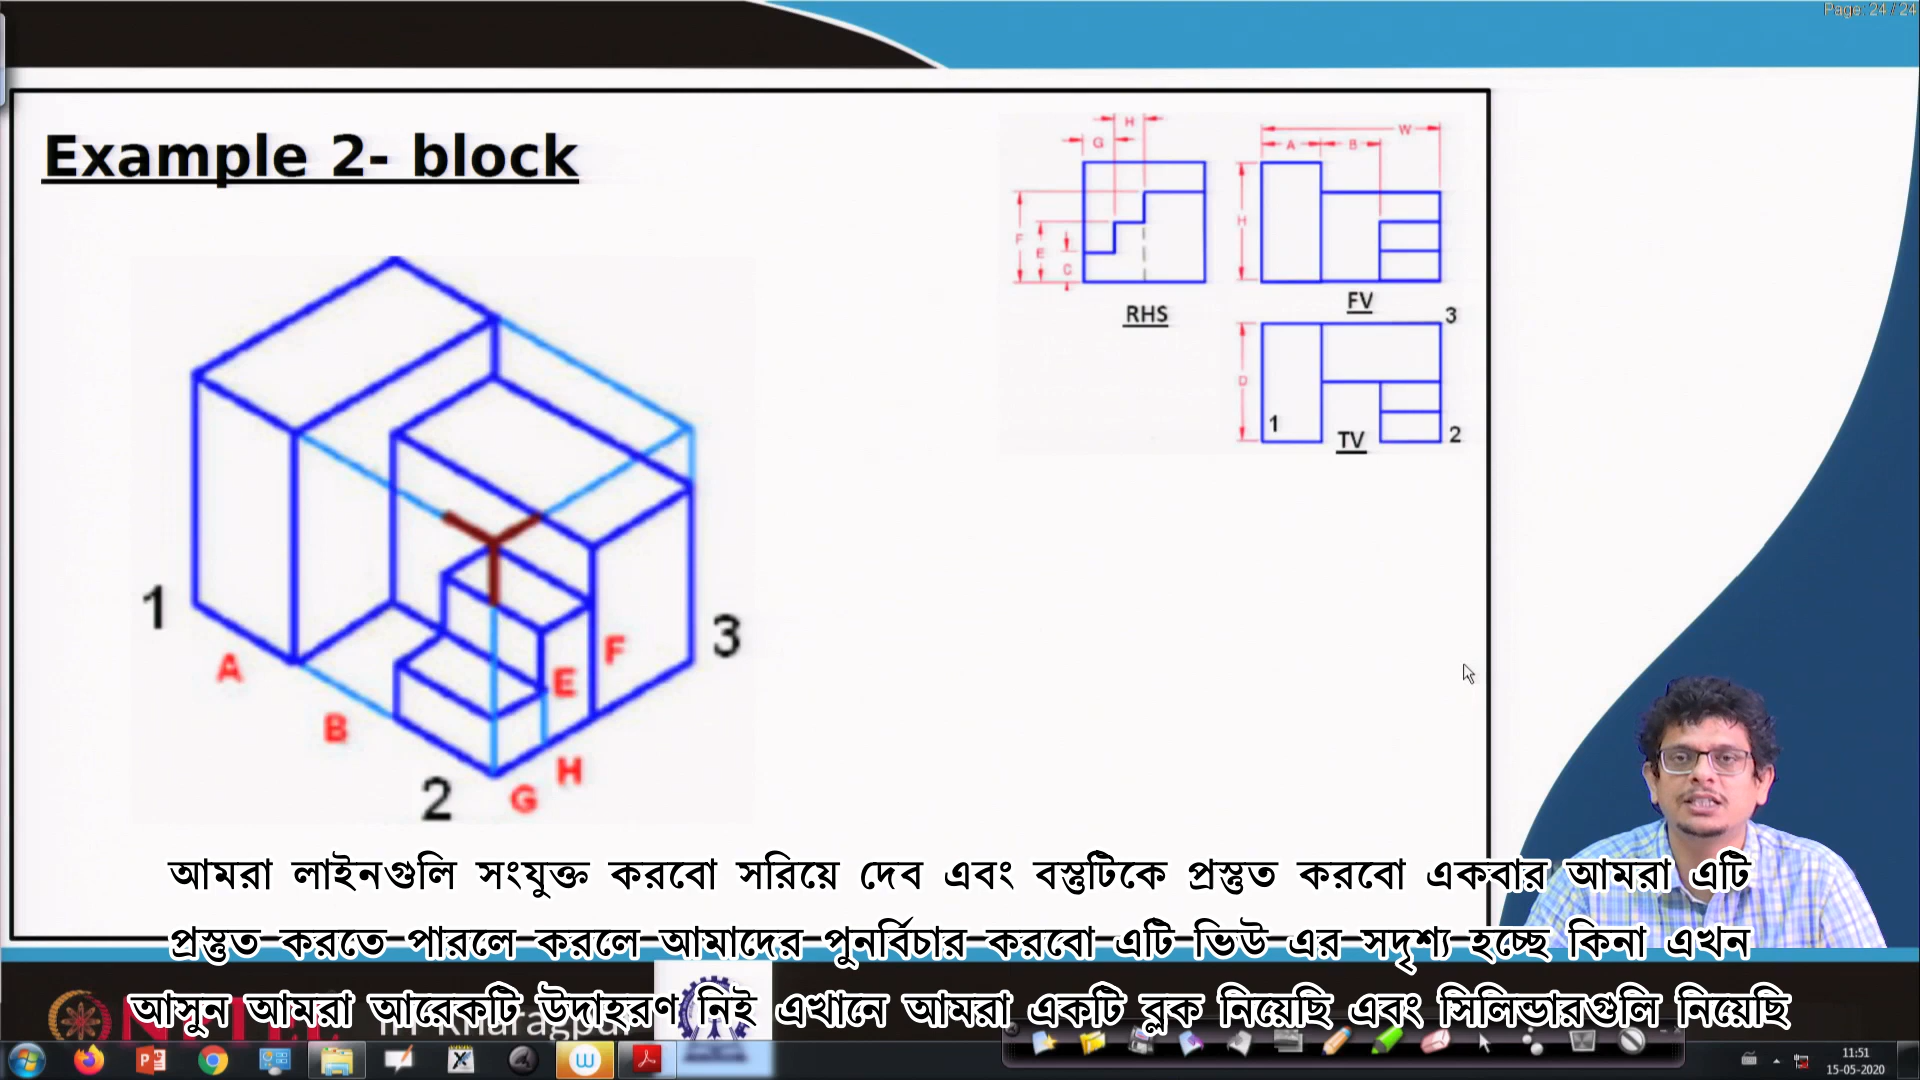 Page: 24 / 24
Example 2- block
H
G
W
A B
F
E
C
H
RHS
FV
3
D
1
TV
2
1
A
B
2
G
H
E
F
3
আমরা লাইনগুলি সংযুক্ত করবো সরিয়ে দেব এবং বস্তুটিকে প্রস্তুত করবো একবার আমরা এটি
প্রস্তুত করতে পারলে করলে আমাদের পুনর্বিচার করবো এটি ভিউ এর সদৃশ্য হচ্ছে কিনা এখন
আসুন আমরা আরেকটি উদাহরণ নিই এখানে আমরা একটি ব্লক নিয়েছি এবং সিলিন্ডারগুলি নিয়েছি
IIT Kharagpur
11:51
15-05-2020